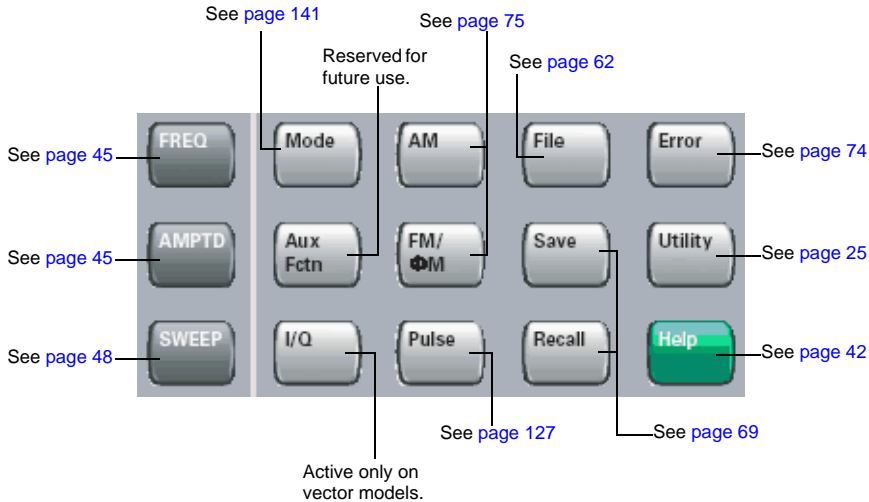 See page 141
See page 75
Reserved for
future use.
See page 62
FREQ
Mode
AM
File
Error
See page 45
See page 74
AMPTD
Aux
Fctn
FM/
ΦM
Save
Utility
See page 45
See page 25
SWEEP
I/Q
Pulse
Recall
Help
See page 48
See page 42
See page 127
See page 69
Active only on
vector models.